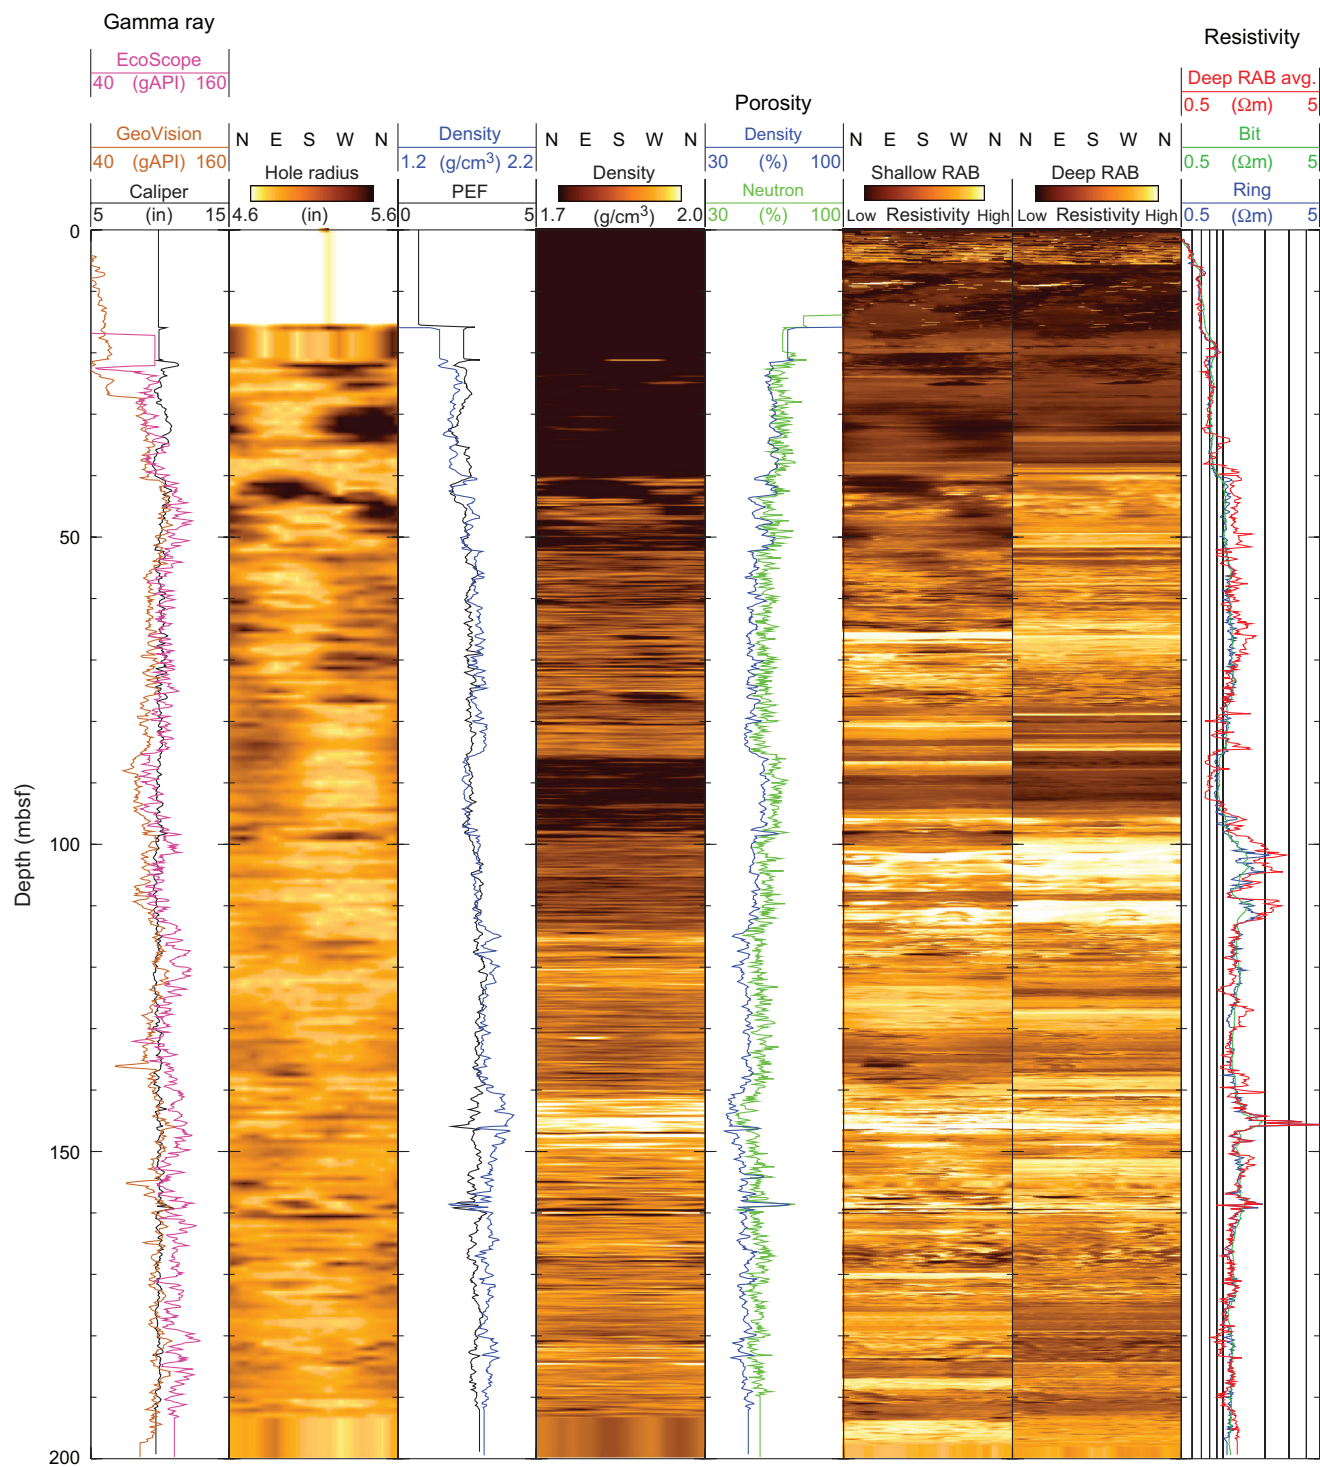 Gamma ray
Resistivity
EcoScope
40 (gAPI) 160
Deep RAB avg.
0.5 (Ωm) 5
Porosity
GeoVision
40 (gAPI) 160
N E S W N
Density
1.2 (g/cm³) 2.2
N E S W N
Density
30 (%) 100
N E S W N
N E S W N
Bit
0.5 (Ωm) 5
Caliper
5 (in) 15
Hole radius
4.6 (in) 5.6
PEF
0 5
Density
1.7 (g/cm³) 2.0
Neutron
30 (%) 100
Shallow RAB
Low Resistivity High
Deep RAB
Low Resistivity High
Ring
0.5 (Ωm) 5
0
50
100
150
200
Depth (mbsf)